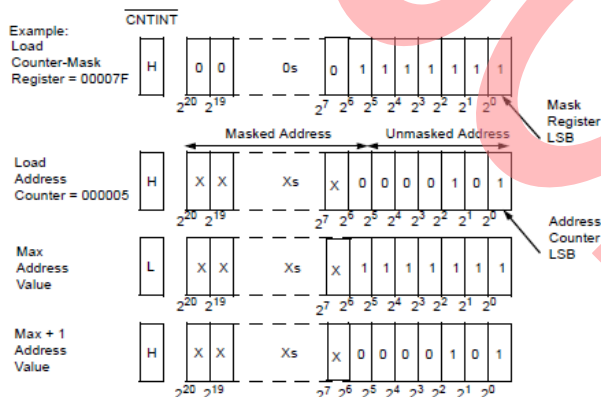 CNTINT
Example:
Load
Counter-Mask
Register = 00007F
H 0 0 0s 0 1 1 1 1 1 1 1
2^20 2^19 2^7 2^6 2^5 2^4 2^3 2^2 2^1 2^0
Mask
Register
LSB
Masked Address Unmasked Address
Load
Address
Counter = 000005
H X X Xs X 0 0 0 0 1 0 1
2^20 2^19 2^7 2^6 2^5 2^4 2^3 2^2 2^1 2^0
Address
Counter
LSB
Max
Address
Value
L X X Xs X 1 1 1 1 1 1 1
2^20 2^19 2^7 2^6 2^5 2^4 2^3 2^2 2^1 2^0
Max + 1
Address
Value
H X X Xs X 0 0 0 0 1 0 1
2^20 2^19 2^7 2^6 2^5 2^4 2^3 2^2 2^1 2^0